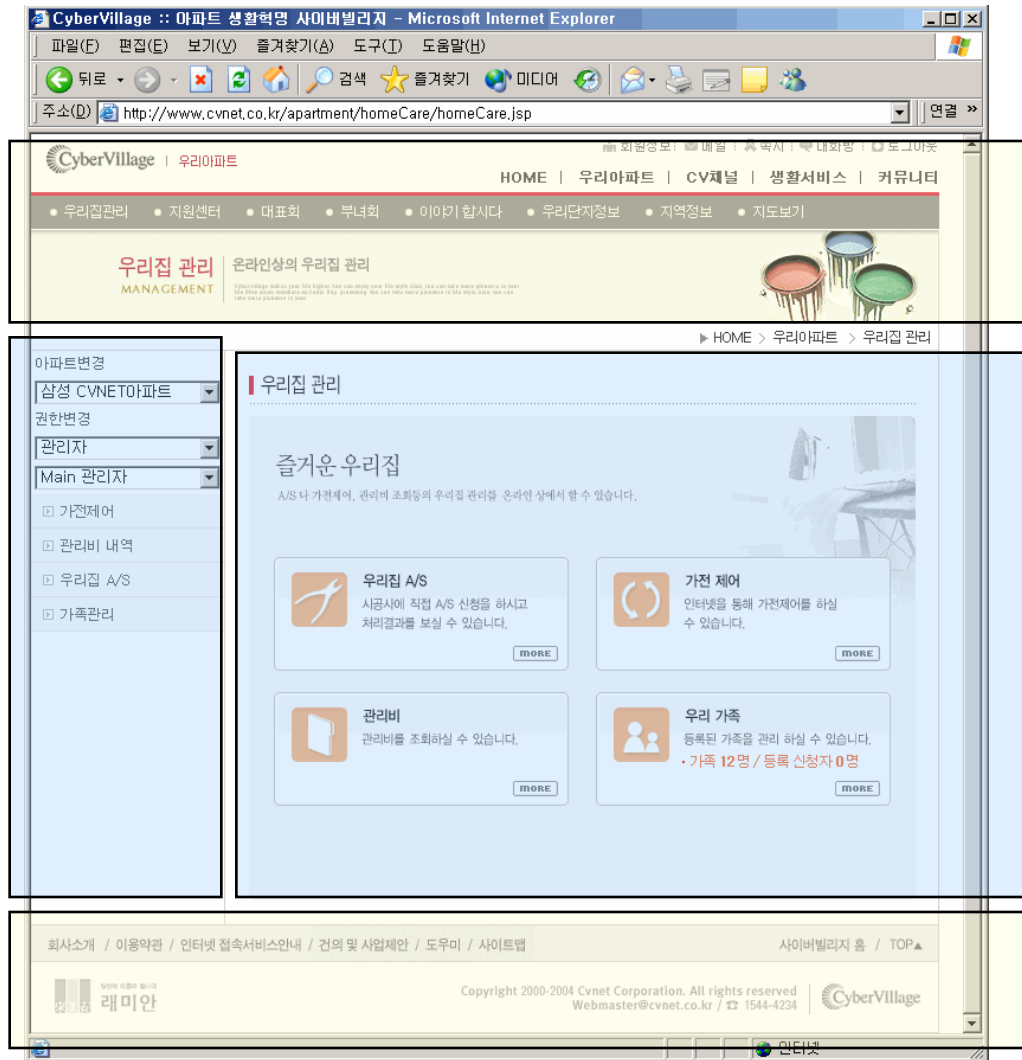 CyberVillage :: 아파트 생활혁명 사이버빌리지 - Microsoft Internet Explorer
파일(F) 편집(E) 보기(V) 즐겨찾기(A) 도구(T) 도움말(H)
뒤로 검색 즐겨찾기 미디어
주소(D) http://www.cvnet.co.kr/apartment/homeCare/homeCare.jsp 연결 »
회원정보 메일 쪽지 대화방 로그아웃
CyberVillage | 우리아파트
HOME | 우리아파트 | CV채널 | 생활서비스 | 커뮤니티
• 우리집관리 • 지원센터 • 대표회 • 부녀회 • 이야기 합시다 • 우리단지정보 • 지역정보 • 지도보기
우리집 관리 온라인상의 우리집 관리
MANAGEMENT
▶ HOME > 우리아파트 > 우리집 관리
아파트변경
삼성 CVNET아파트
권한변경
관리자
Main 관리자
가전제어
관리비 내역
우리집 A/S
가족관리
우리집 관리
즐거운 우리집
A/S 나 가전제어, 관리비 조회등의 우리집 관리를 온라인 상에서 할 수 있습니다.
우리집 A/S
시공사에 직접 A/S 신청을 하시고
처리결과를 보실 수 있습니다.
MORE
가전 제어
인터넷을 통해 가전제어를 하실
수 있습니다.
MORE
관리비
관리비를 조회하실 수 있습니다.
MORE
우리 가족
등록된 가족을 관리 하실 수 있습니다.
• 가족 12명 / 등록 신청자 0명
MORE
회사소개 / 이용약관 / 인터넷 접속서비스안내 / 건의 및 사업제안 / 도우미 / 사이트맵
사이버빌리지 홈 / TOP▲
래미안
Copyright 2000-2004 Cvnet Corporation. All rights reserved
Webmaster@cvnet.co.kr / ☎ 1544-4234
CyberVillage
인터넷